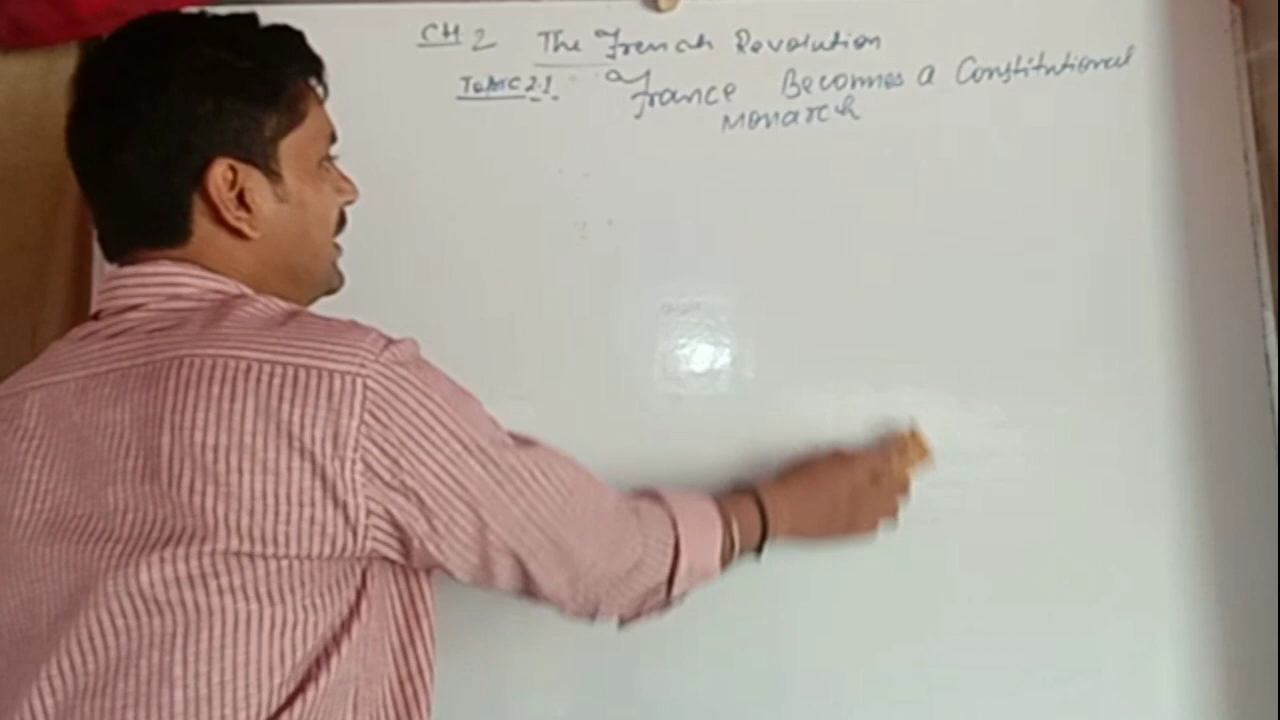 CH 2 The French Revolution
Topic 2.1. France Becomes a Constitutional
Monarch